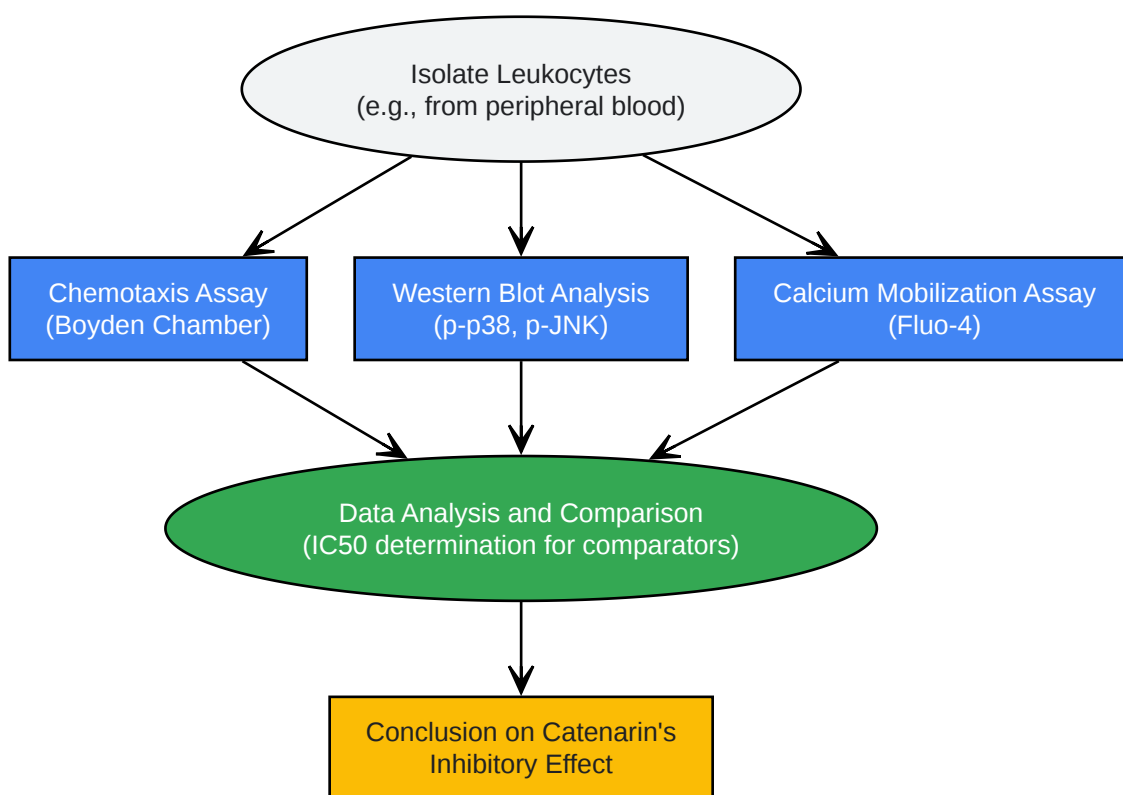 Isolate Leukocytes
(e.g., from peripheral blood)
Chemotaxis Assay
(Boyden Chamber)
Western Blot Analysis
(p-p38, p-JNK)
Calcium Mobilization Assay
(Fluo-4)
Data Analysis and Comparison
(IC50 determination for comparators)
Conclusion on Catenarin's
Inhibitory Effect